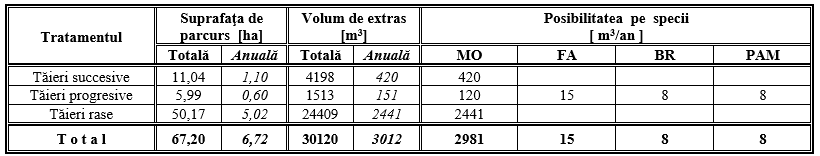 Tratamentul Suprafața de parcurs [ha] Volum de extras [m³] Posibilitatea pe specii [ m³/an ]
Totală Anuală Totală Anuală MO FA BR PAM
Tăieri succesive 11,04 1,10 4198 420 420
Tăieri progresive 5,99 0,60 1513 151 120 15 8 8
Tăieri rase 50,17 5,02 24409 2441 2441
T o t a l 67,20 6,72 30120 3012 2981 15 8 8